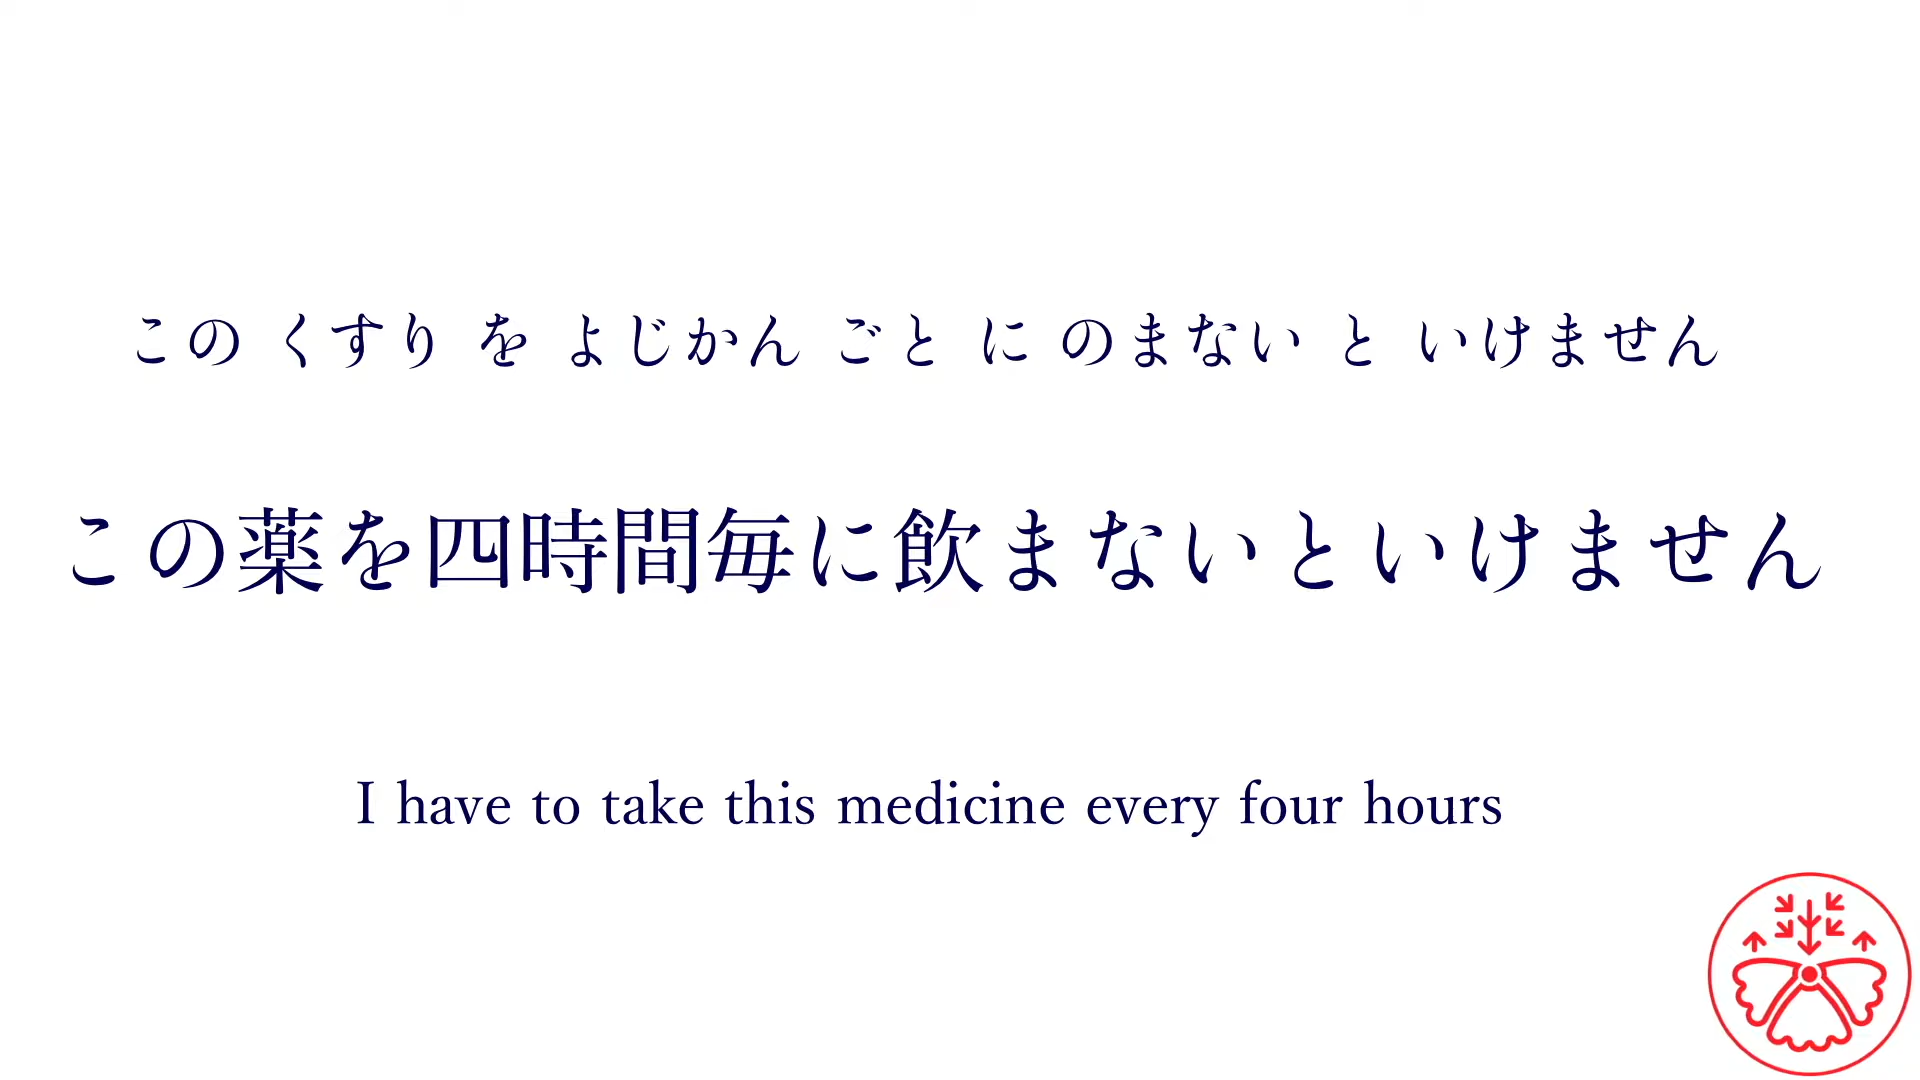 この くすり を よじかん ごと に のまない と いけません
この薬を四時間毎に飲まないといけません
I have to take this medicine every four hours